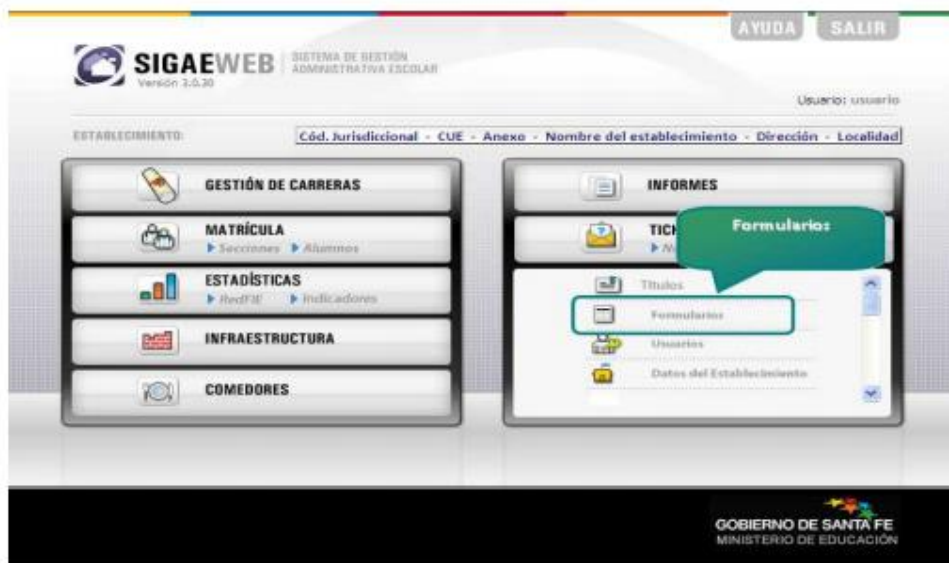 AYUDA SALIR
SIGAEWEB SISTEMA DE GESTIÓN
ADMINISTRATIVA ESCOLAR
Versión 3.0.30
Usuario: usuario
ESTABLECIMIENTO:
Cód. Jurisdiccional - CUE - Anexo - Nombre del establecimiento - Dirección - Localidad
GESTIÓN DE CARRERAS
MATRÍCULA
Secciones Alumnos
ESTADÍSTICAS
RedFIE Indicadores
INFRAESTRUCTURA
COMEDORES
INFORMES
TICK
Formularios
Títulos
Formularios
Usuarios
Datos del Establecimiento
GOBIERNO DE SANTA FE
MINISTERIO DE EDUCACIÓN